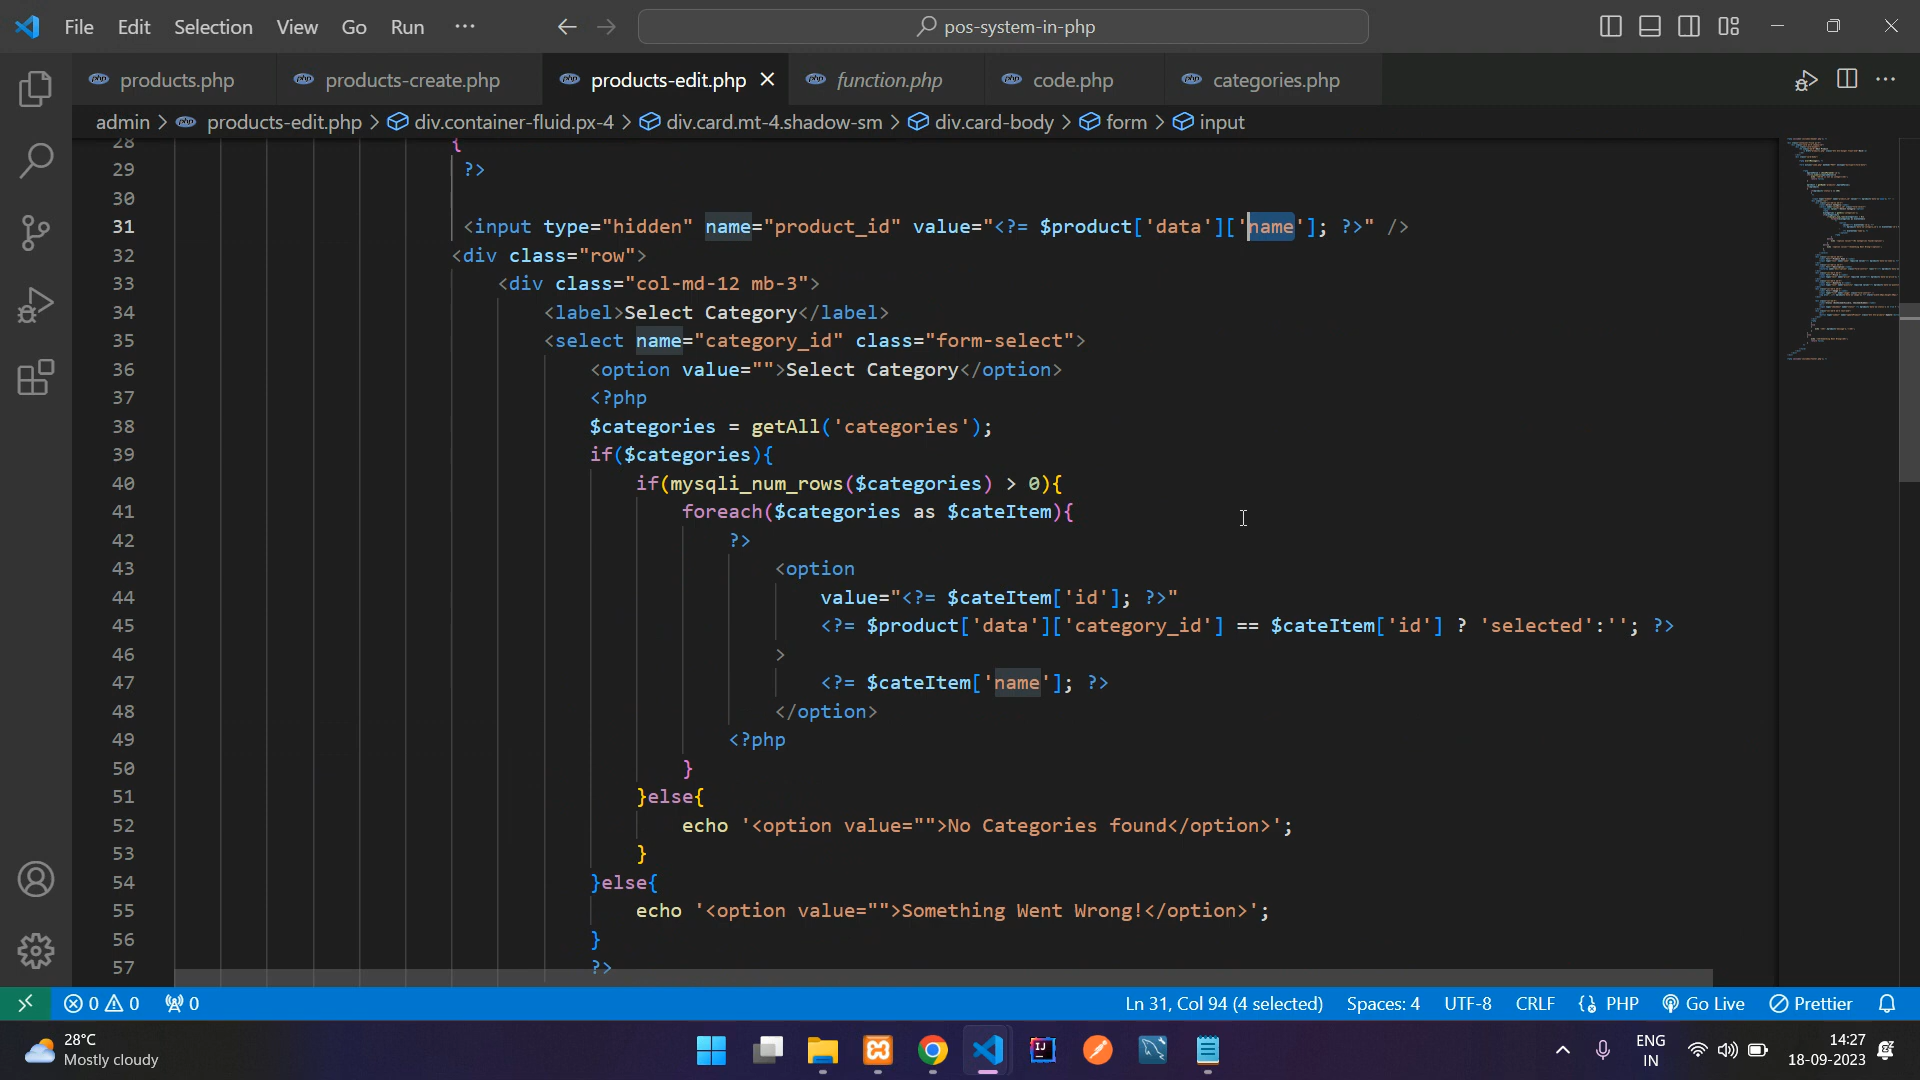 File Edit Selection View Go Run ··· pos-system-in-php
products.php products-create.php products-edit.php function.php code.php categories.php
admin > products-edit.php > div.container-fluid.px-4 > div.card.mt-4.shadow-sm > div.card-body > form > input
28 {
29 ?>
30
31 <input type="hidden" name="product_id" value="<?= $product['data']['name']; ?>" />
32 <div class="row">
33 <div class="col-md-12 mb-3">
34 <label>Select Category</label>
35 <select name="category_id" class="form-select">
36 <option value="">Select Category</option>
37 <?php
38 $categories = getAll('categories');
39 if($categories){
40 if(mysqli_num_rows($categories) > 0){
41 foreach($categories as $cateItem){
42 ?>
43 <option
44 value="<?= $cateItem['id']; ?>"
45 <?= $product['data']['category_id'] == $cateItem['id'] ? 'selected':''; ?>
46 >
47 <?= $cateItem['name']; ?>
48 </option>
49 <?php
50 }
51 }else{
52 echo '<option value="">No Categories found</option>';
53 }
54 }else{
55 echo '<option value="">Something Went Wrong!</option>';
56 }
57 ?>
0 0 0 Ln 31, Col 94 (4 selected) Spaces: 4 UTF-8 CRLF PHP Go Live Prettier
28°C
Mostly cloudy
ENG
IN
14:27
18-09-2023